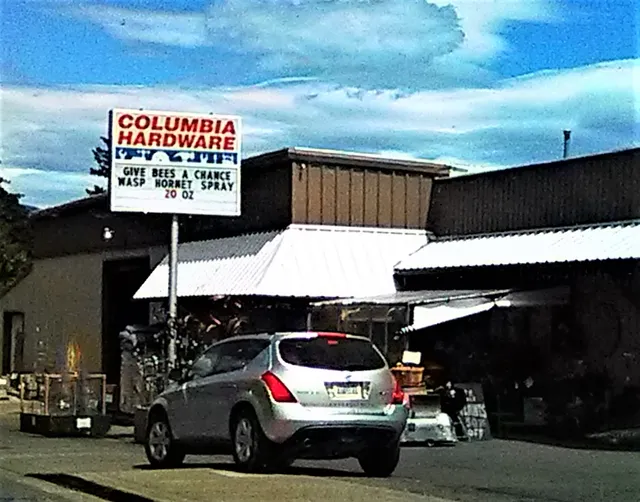 COLUMBIA
HARDWARE
GIVE BEES A CHANCE
WASP HORNET SPRAY
20 OZ